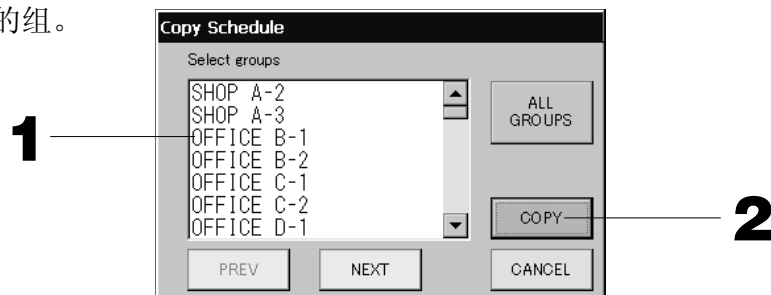 的组。
Copy Schedule
Select groups
SHOP A-2
SHOP A-3
OFFICE B-1
OFFICE B-2
OFFICE C-1
OFFICE C-2
OFFICE D-1
ALL
GROUPS
COPY
PREV
NEXT
CANCEL
1
2